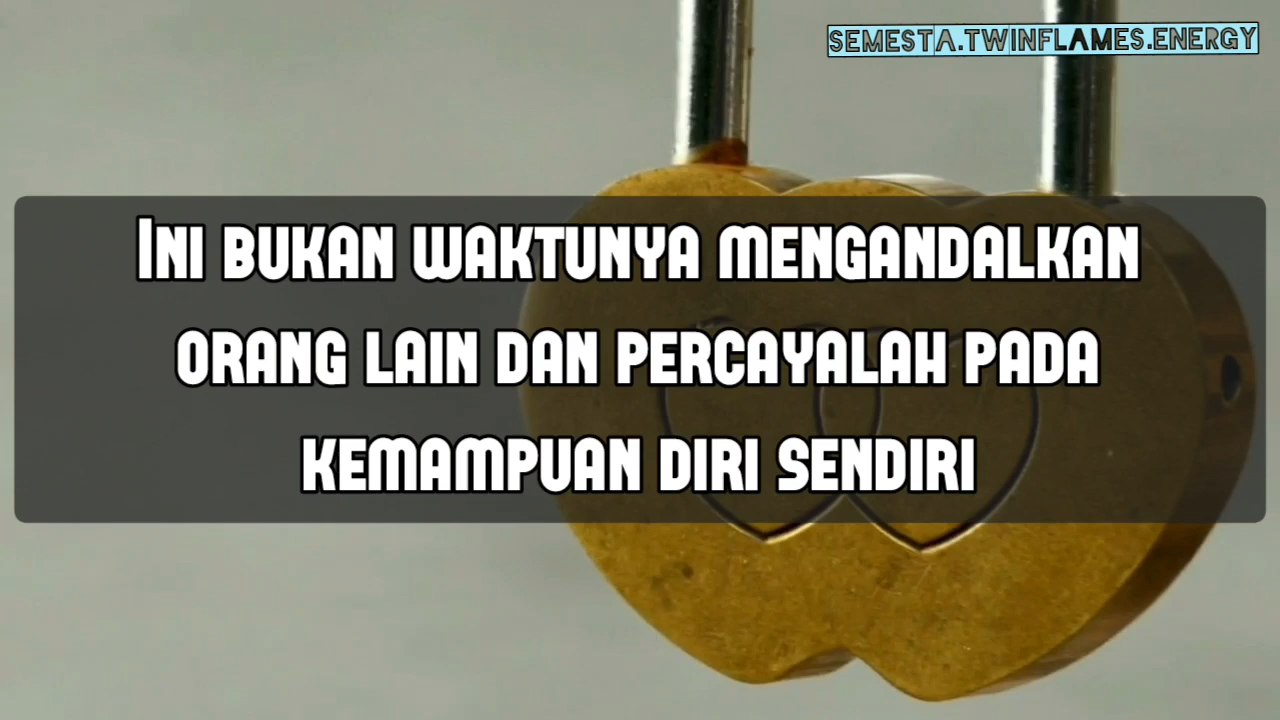 SEMESTA.TWINFLAMES.ENERGY
Ini bukan waktunya mengandalkan
orang lain dan percayalah pada
kemampuan diri sendiri